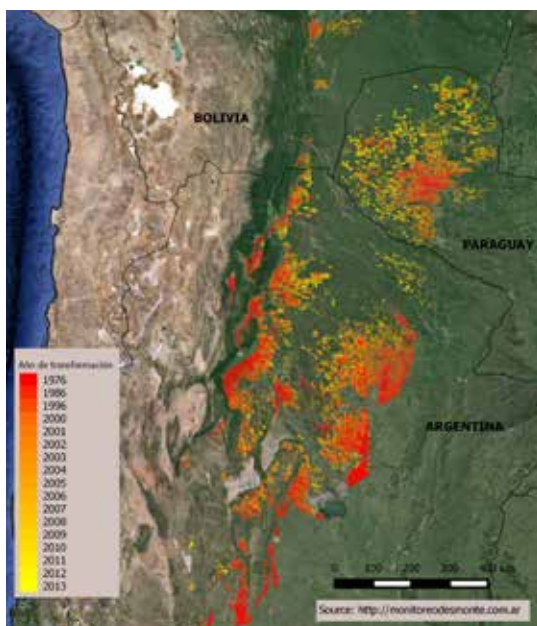 BOLIVIA
PARAGUAY
ARGENTINA
Año de transformación
1976
1986
1996
2000
2001
2002
2003
2004
2005
2006
2007
2008
2009
2010
2011
2012
2013
0 100 200 300 400 km
Source: http://monitoreodesmonte.com.ar